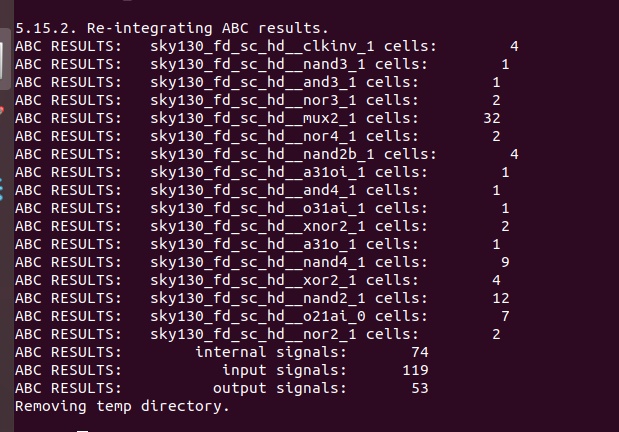 5.15.2. Re-integrating ABC results.
ABC RESULTS:   sky130_fd_sc_hd__clkinv_1 cells:        4
ABC RESULTS:   sky130_fd_sc_hd__nand3_1 cells:        1
ABC RESULTS:   sky130_fd_sc_hd__and3_1 cells:        1
ABC RESULTS:   sky130_fd_sc_hd__nor3_1 cells:        2
ABC RESULTS:   sky130_fd_sc_hd__mux2_1 cells:       32
ABC RESULTS:   sky130_fd_sc_hd__nor4_1 cells:        2
ABC RESULTS:   sky130_fd_sc_hd__nand2b_1 cells:        4
ABC RESULTS:   sky130_fd_sc_hd__a31oi_1 cells:        1
ABC RESULTS:   sky130_fd_sc_hd__and4_1 cells:        1
ABC RESULTS:   sky130_fd_sc_hd__o31ai_1 cells:        1
ABC RESULTS:   sky130_fd_sc_hd__xnor2_1 cells:        2
ABC RESULTS:   sky130_fd_sc_hd__a31o_1 cells:        1
ABC RESULTS:   sky130_fd_sc_hd__nand4_1 cells:        9
ABC RESULTS:   sky130_fd_sc_hd__xor2_1 cells:        4
ABC RESULTS:   sky130_fd_sc_hd__nand2_1 cells:       12
ABC RESULTS:   sky130_fd_sc_hd__o21ai_0 cells:        7
ABC RESULTS:   sky130_fd_sc_hd__nor2_1 cells:        2
ABC RESULTS:        internal signals:       74
ABC RESULTS:           input signals:      119
ABC RESULTS:          output signals:       53
Removing temp directory.